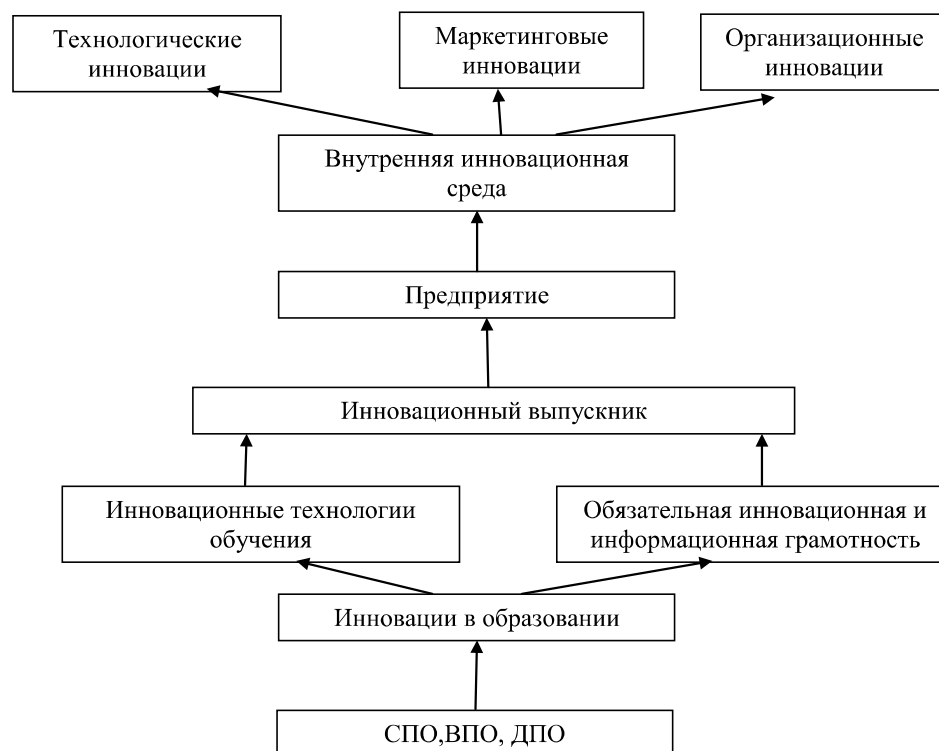 Технологические
инновации
Маркетинговые
инновации
Организационные
инновации
Внутренняя инновационная
среда
Предприятие
Инновационный выпускник
Инновационные технологии
обучения
Обязательная инновационная и
информационная грамотность
Инновации в образовании
СПО,ВПО, ДПО